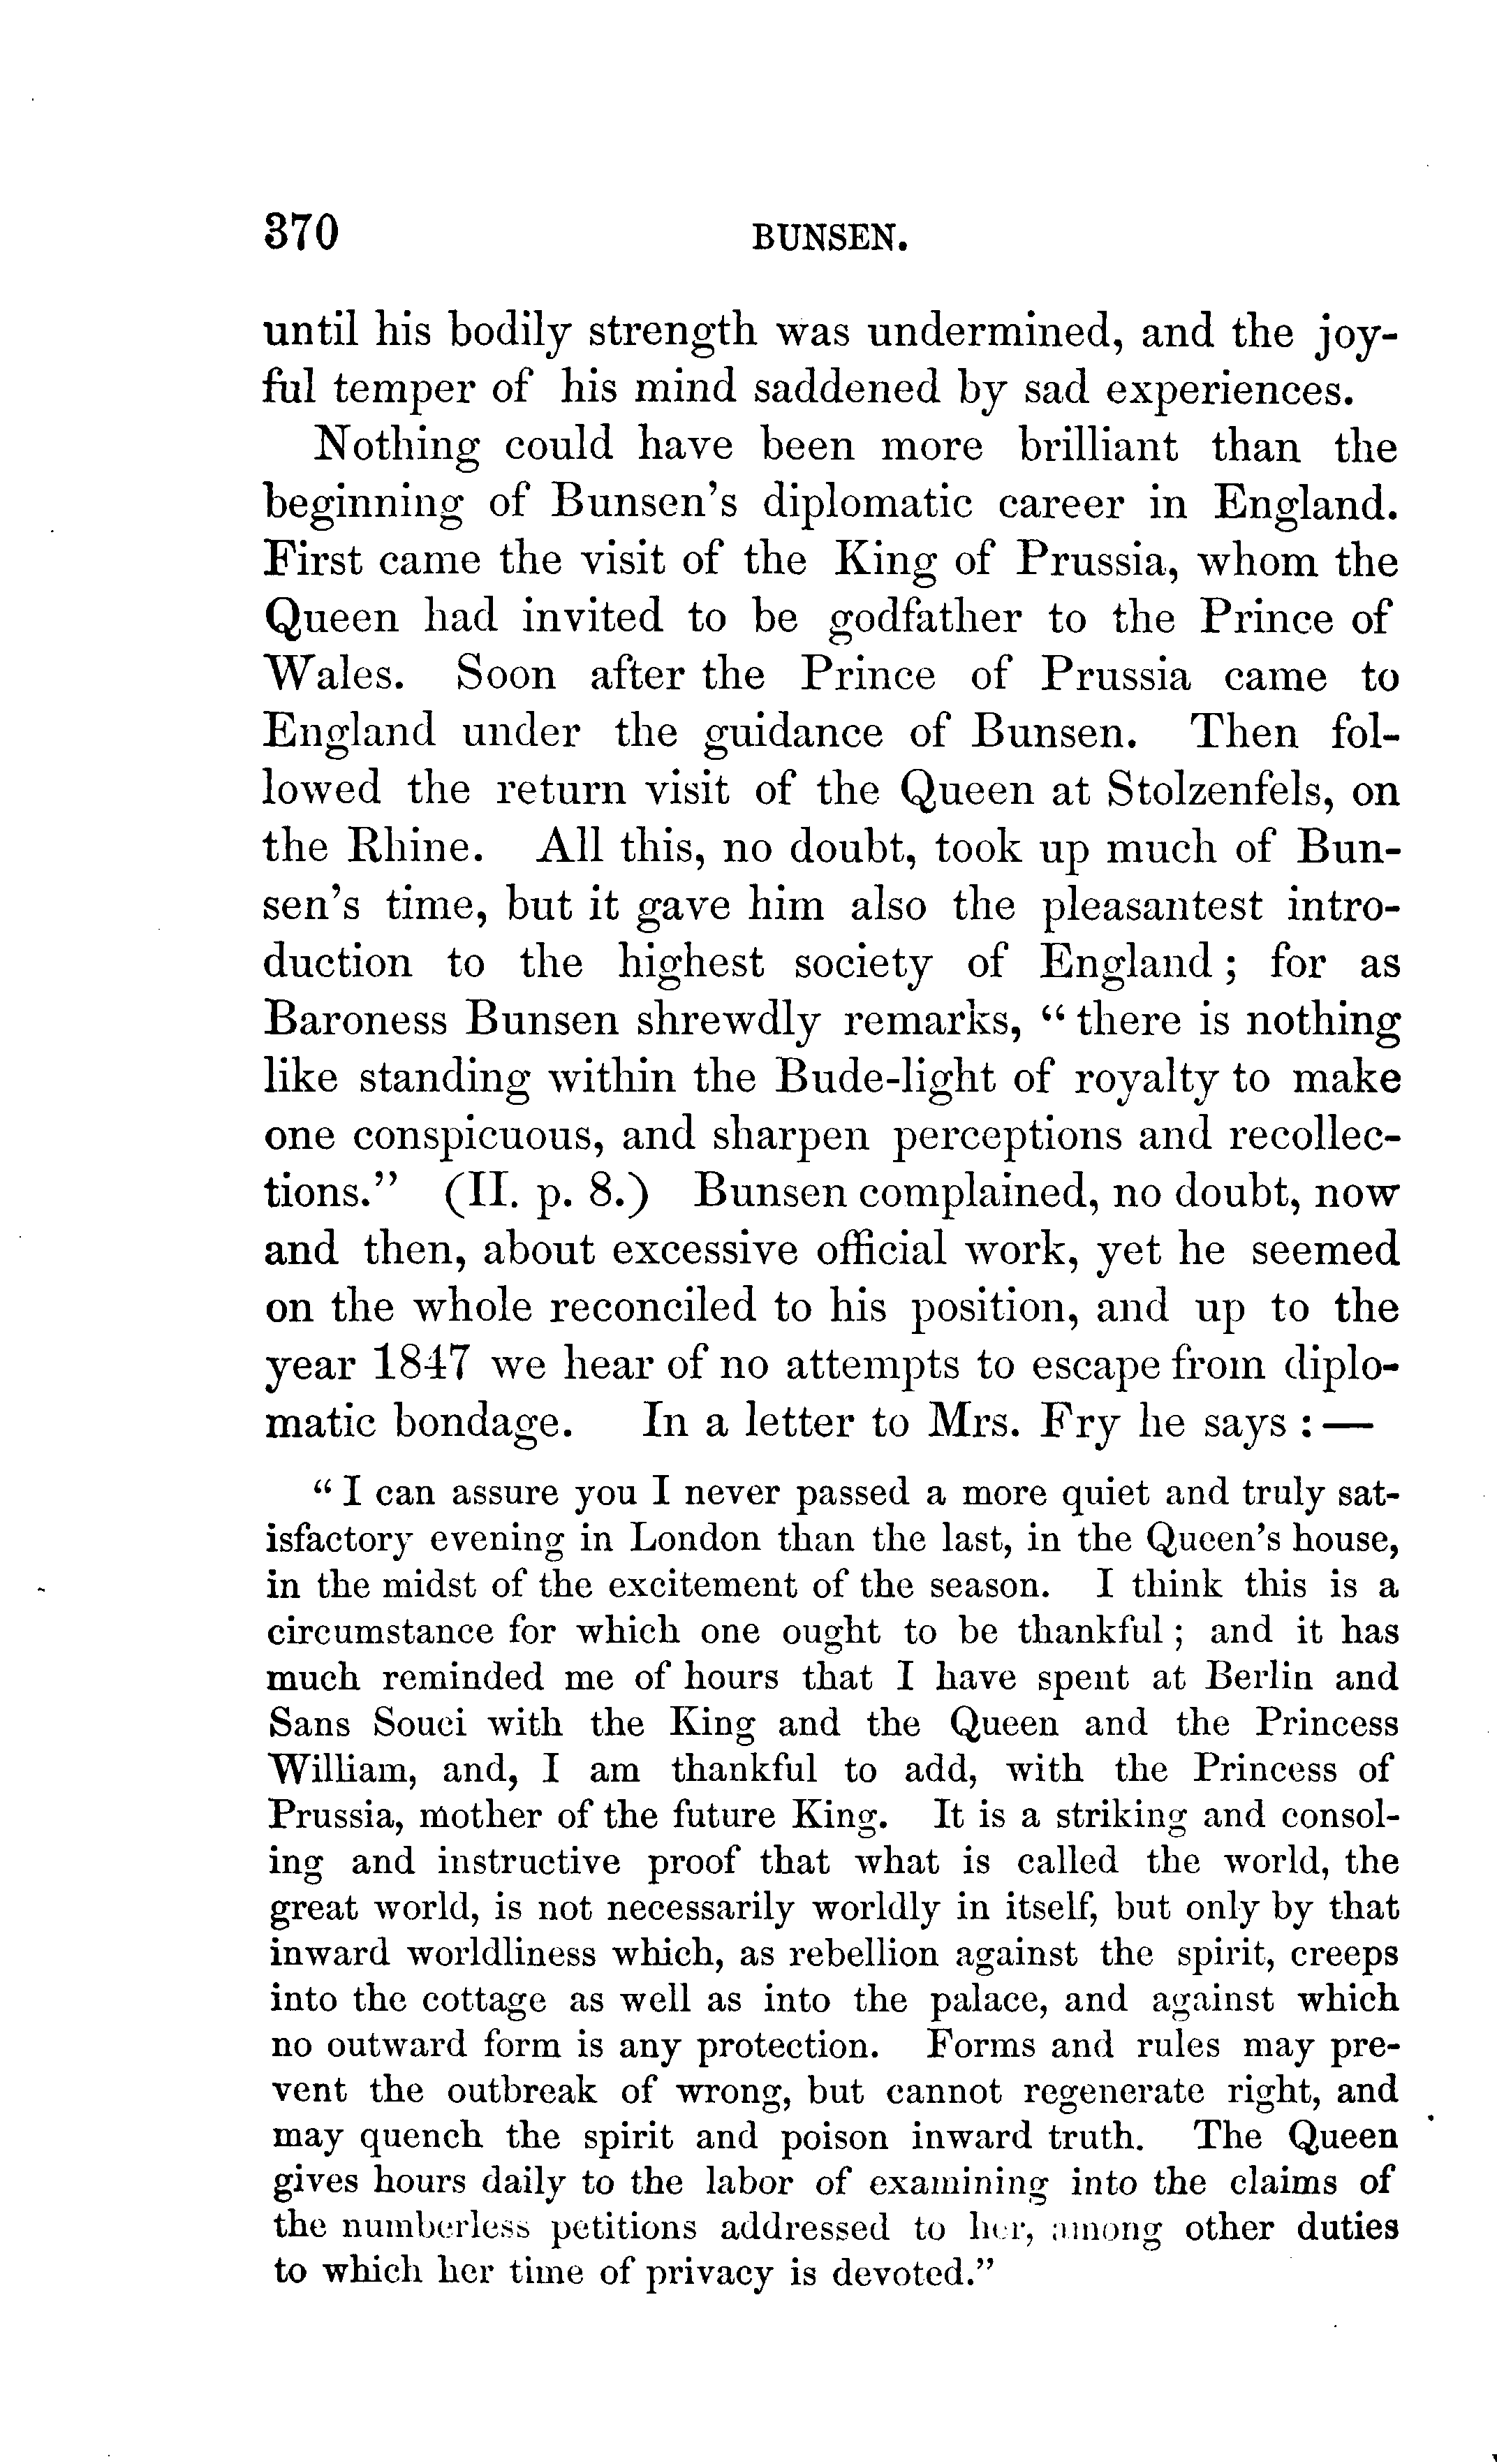 370 BUNSEN.
until his bodily strength was undermined, and the joy-
ful temper of his mind saddened by sad experiences.
Nothing could have been more brilliant than the
beginning of Bunsen's diplomatic career in England.
First came the visit of the King of Prussia, whom the
Queen had invited to be godfather to the Prince of
Wales. Soon after the Prince of Prussia came to
England under the guidance of Bunsen. Then fol-
lowed the return visit of the Queen at Stolzenfels, on
the Rhine. All this, no doubt, took up much of Bun-
sen's time, but it gave him also the pleasantest intro-
duction to the highest society of England; for as
Baroness Bunsen shrewdly remarks, "there is nothing
like standing within the Bude-light of royalty to make
one conspicuous, and sharpen perceptions and recollec-
tions." (II. p. 8.) Bunsen complained, no doubt, now
and then, about excessive official work, yet he seemed
on the whole reconciled to his position, and up to the
year 1847 we hear of no attempts to escape from diplo-
matic bondage. In a letter to Mrs. Fry he says:—
"I can assure you I never passed a more quiet and truly sat-
isfactory evening in London than the last, in the Queen's house,
in the midst of the excitement of the season. I think this is a
circumstance for which one ought to be thankful; and it has
much reminded me of hours that I have spent at Berlin and
Sans Souci with the King and the Queen and the Princess
William, and, I am thankful to add, with the Princess of
Prussia, mother of the future King. It is a striking and consol-
ing and instructive proof that what is called the world, the
great world, is not necessarily worldly in itself, but only by that
inward worldliness which, as rebellion against the spirit, creeps
into the cottage as well as into the palace, and against which
no outward form is any protection. Forms and rules may pre-
vent the outbreak of wrong, but cannot regenerate right, and
may quench the spirit and poison inward truth. The Queen
gives hours daily to the labor of examining into the claims of
the numberless petitions addressed to her, among other duties
to which her time of privacy is devoted."